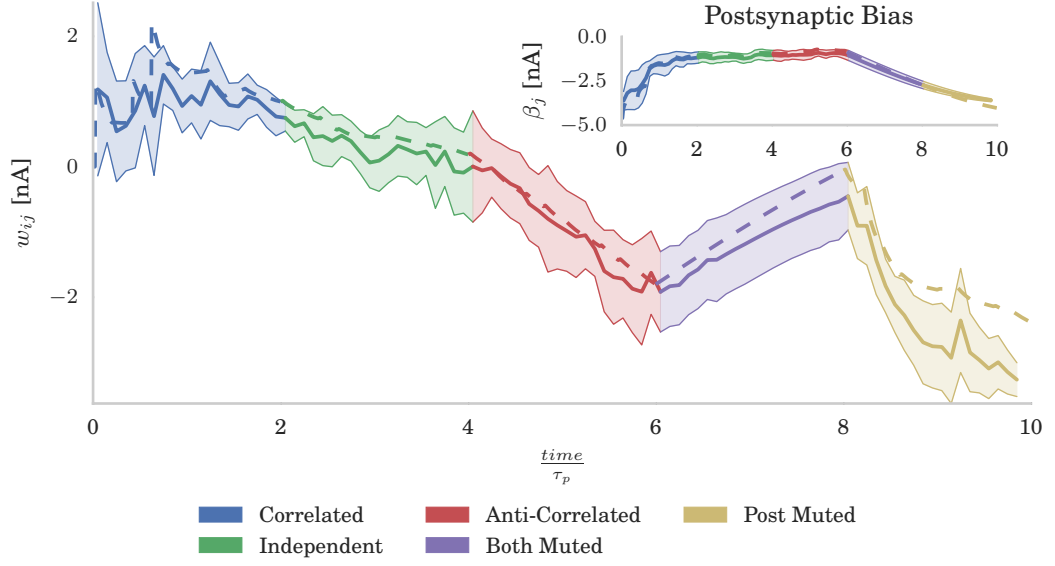 Postsynaptic Bias
β_j [nA]
0.0
−2.5
−5.0
0 2 4 6 8 10
w_ij [nA]
2
0
−2
0 2 4 6 8 10
time
τ_p
Correlated Anti-Correlated Post Muted
Independent Both Muted